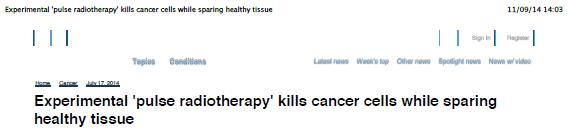 Experimental 'pulse radiotherapy' kills cancer cells while sparing healthy tissue 11/09/14 14:03
Sign in Register
Topics Conditions Latest news Week's top Other news Spotlight news News w/ video
Home Cancer July 17, 2014
Experimental 'pulse radiotherapy' kills cancer cells while sparing
healthy tissue